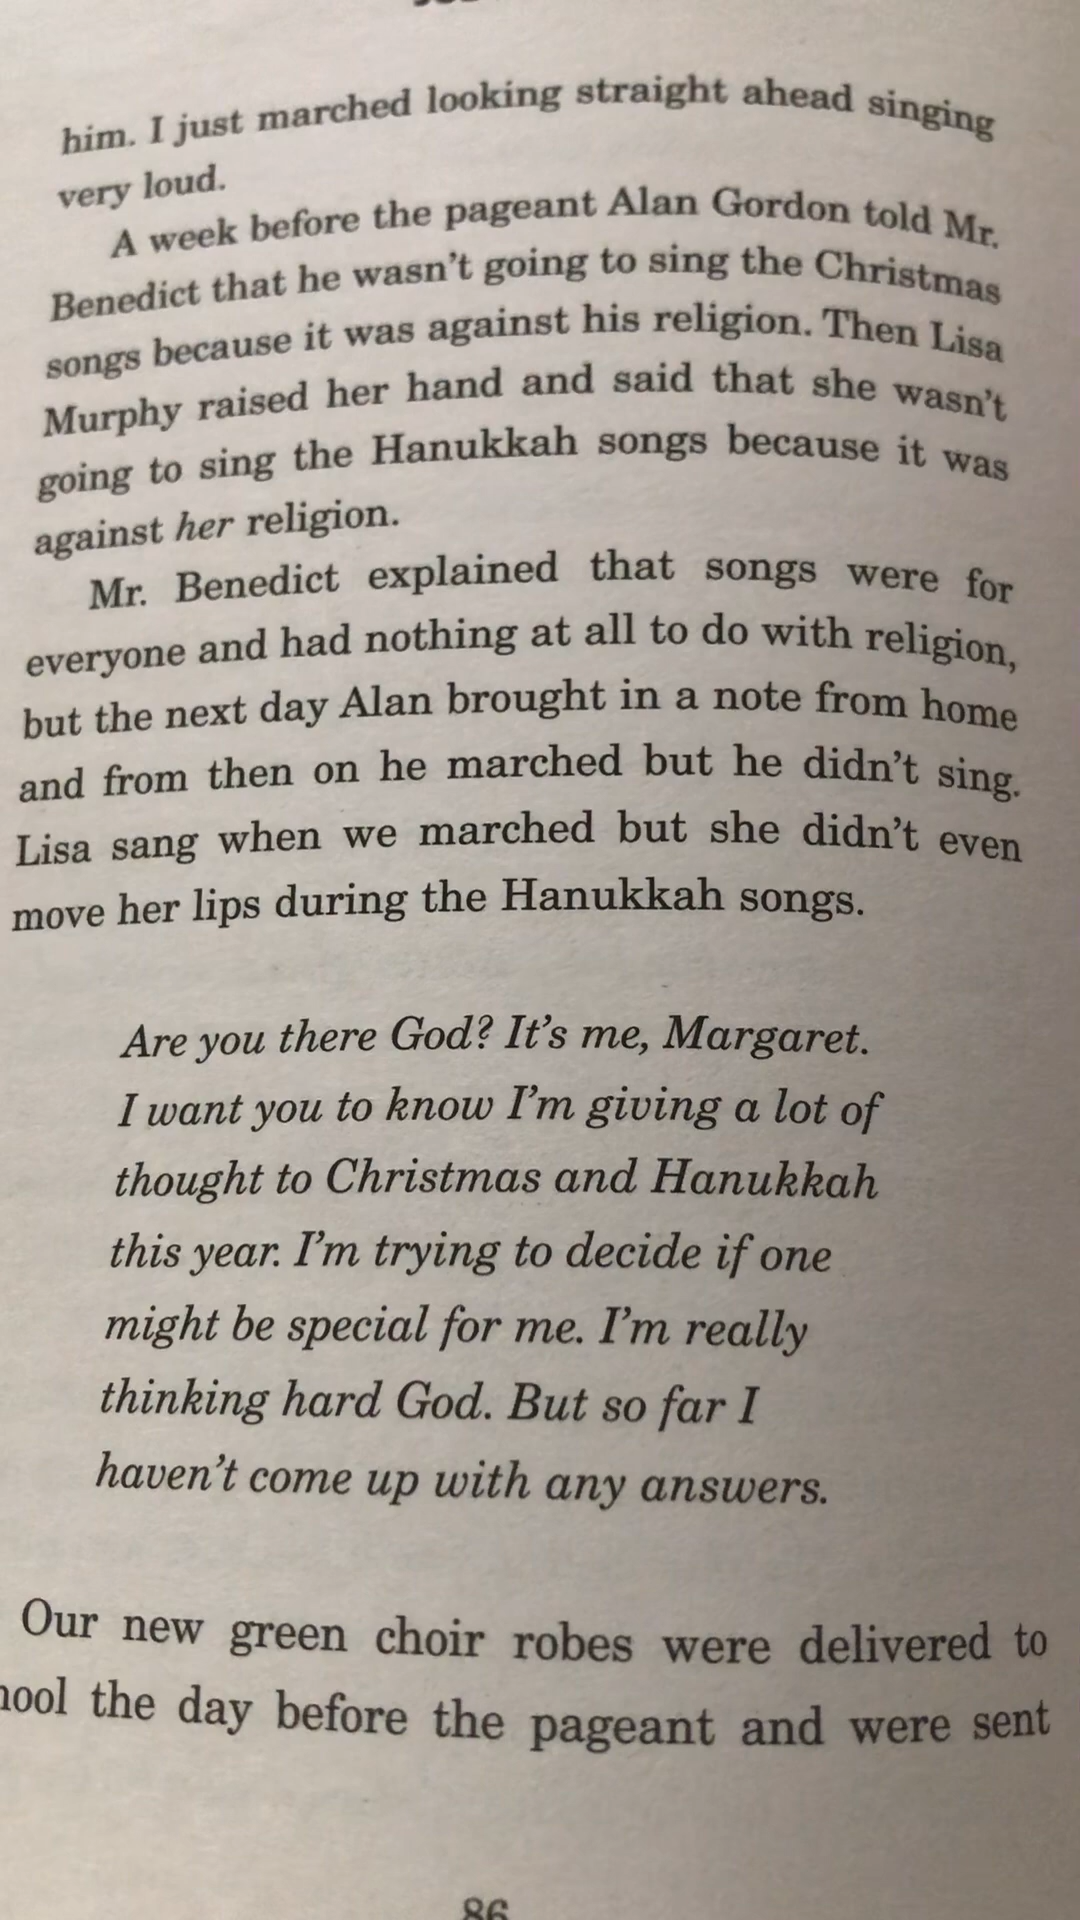 him. I just marched looking straight ahead singing
very loud.
A week before the pageant Alan Gordon told Mr.
Benedict that he wasn't going to sing the Christmas
songs because it was against his religion. Then Lisa
Murphy raised her hand and said that she wasn't
going to sing the Hanukkah songs because it was
against her religion.
Mr. Benedict explained that songs were for
everyone and had nothing at all to do with religion,
but the next day Alan brought in a note from home
and from then on he marched but he didn't sing.
Lisa sang when we marched but she didn't even
move her lips during the Hanukkah songs.
Are you there God? It's me, Margaret.
I want you to know I'm giving a lot of
thought to Christmas and Hanukkah
this year. I'm trying to decide if one
might be special for me. I'm really
thinking hard God. But so far I
haven't come up with any answers.
Our new green choir robes were delivered to
the day before the pageant and were sent
86